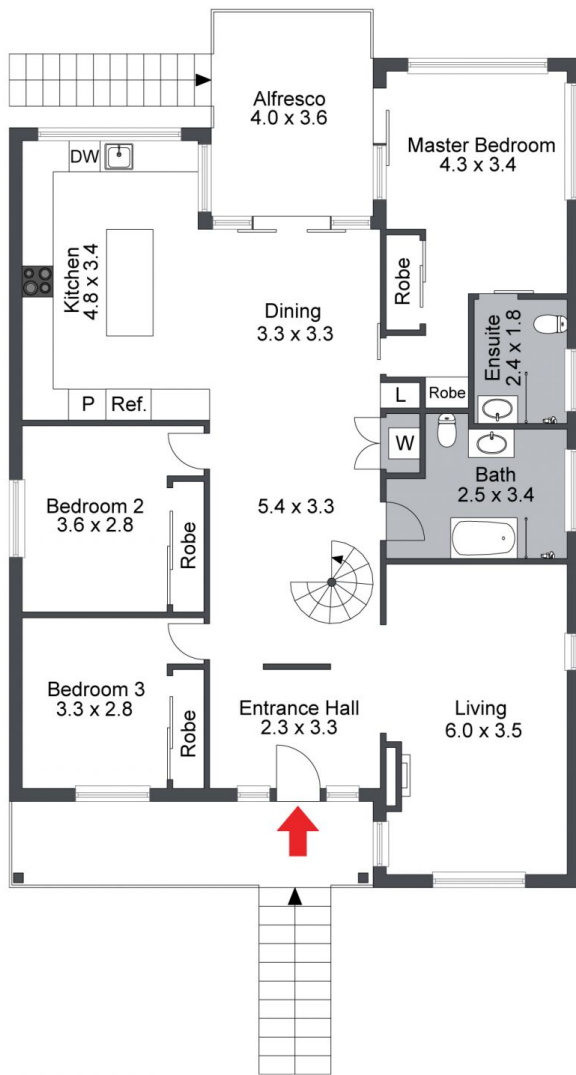 Alfresco
4.0 x 3.6
Master Bedroom
4.3 x 3.4
DW
Kitchen
4.8 x 3.4
Robe
Dining
3.3 x 3.3
Ensuite
2.4 x 1.8
P
Ref.
L
Robe
W
Bath
2.5 x 3.4
Bedroom 2
3.6 x 2.8
Robe
5.4 x 3.3
Bedroom 3
3.3 x 2.8
Robe
Entrance Hall
2.3 x 3.3
Living
6.0 x 3.5